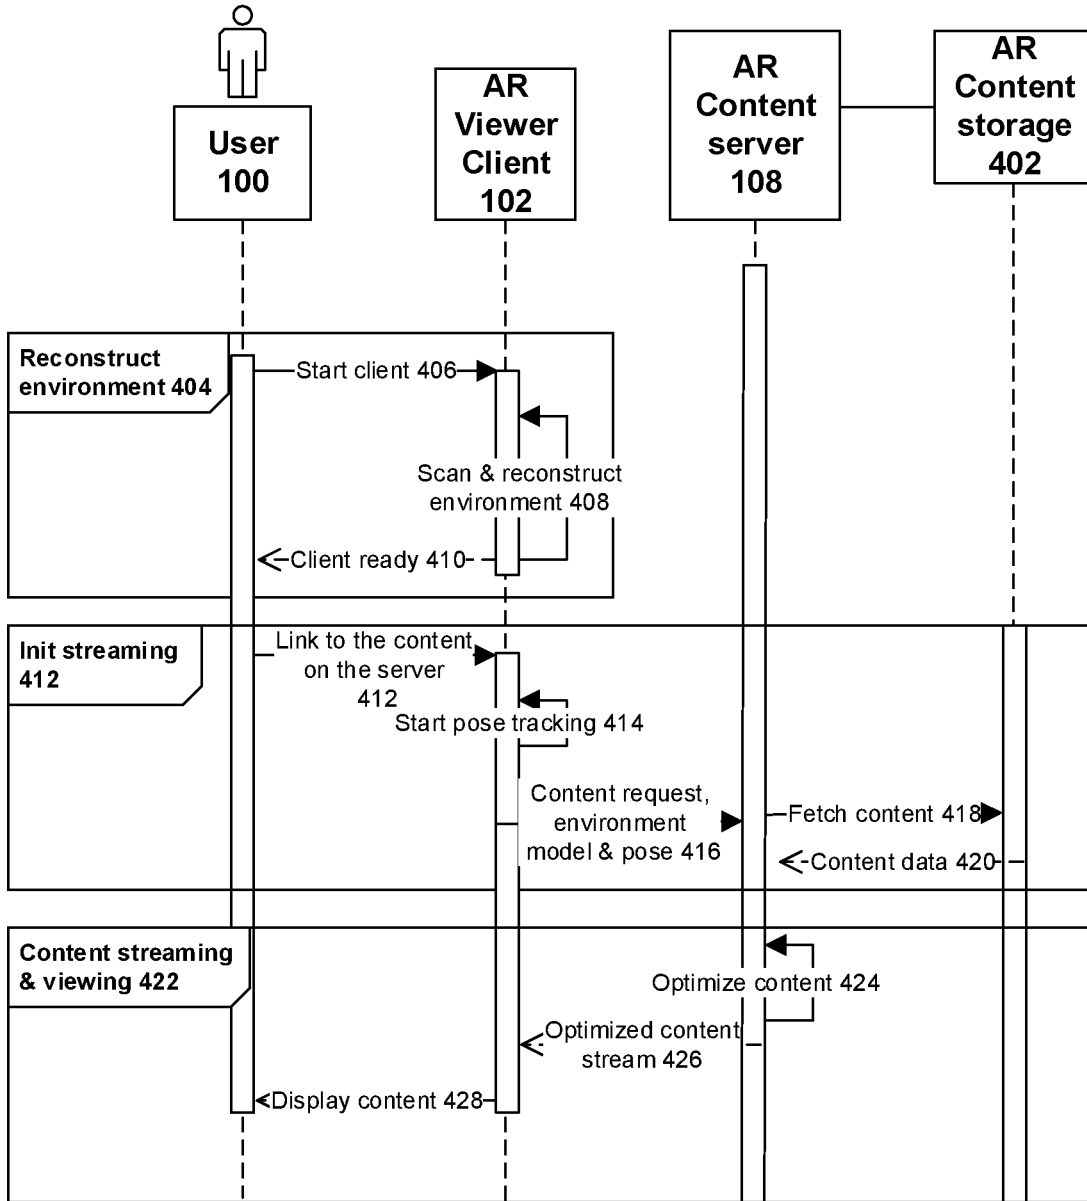 User
100
AR
Viewer
Client
102
AR
Content
server
108
AR
Content
storage
402
Reconstruct
environment 404
Start client 406
Scan & reconstruct
environment 408
Client ready 410
Init streaming
412
Link to the content
on the server
412
Start pose tracking 414
Content request,
environment
model & pose 416
Fetch content 418
Content data 420
Content streaming
& viewing 422
Optimize content 424
Optimized content
stream 426
Display content 428